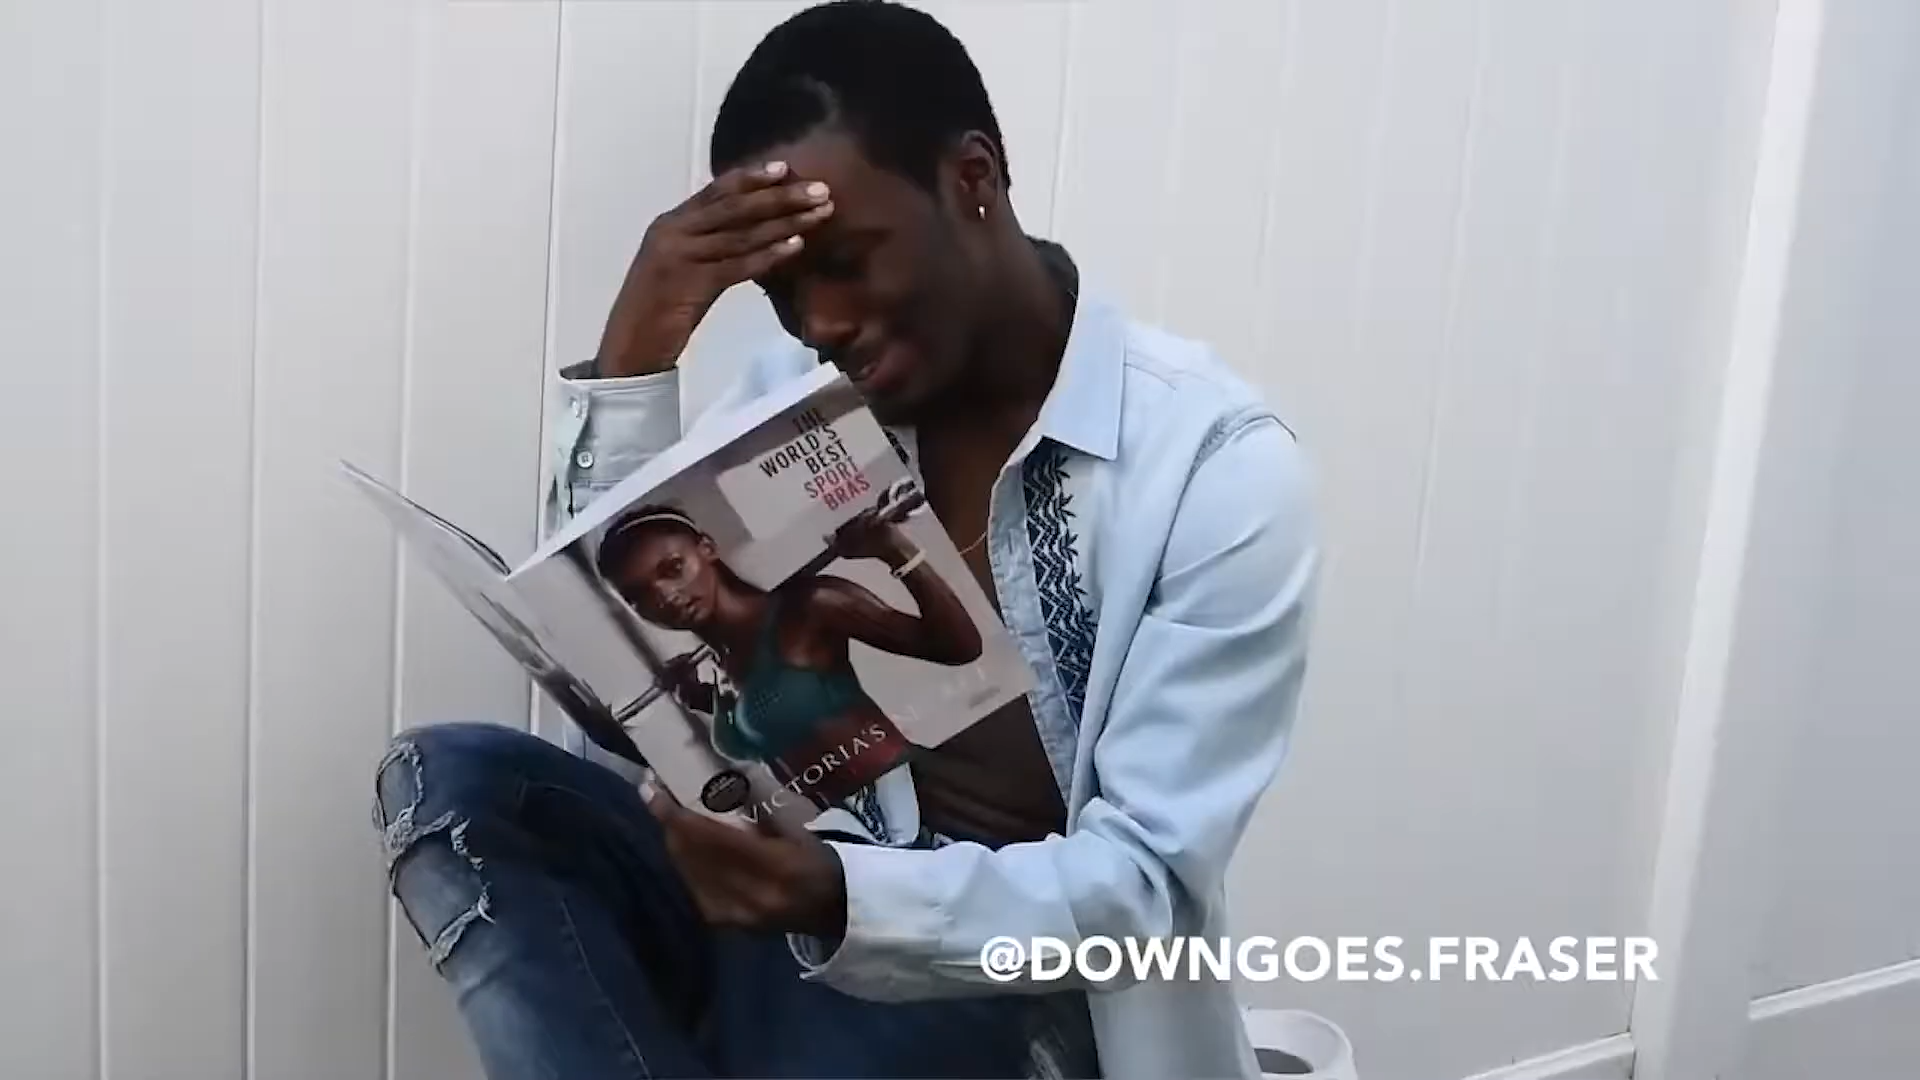 THE
WORLD'S
BEST
SPORT
BRAS
VICTORIA'S
@DOWNGOES.FRASER